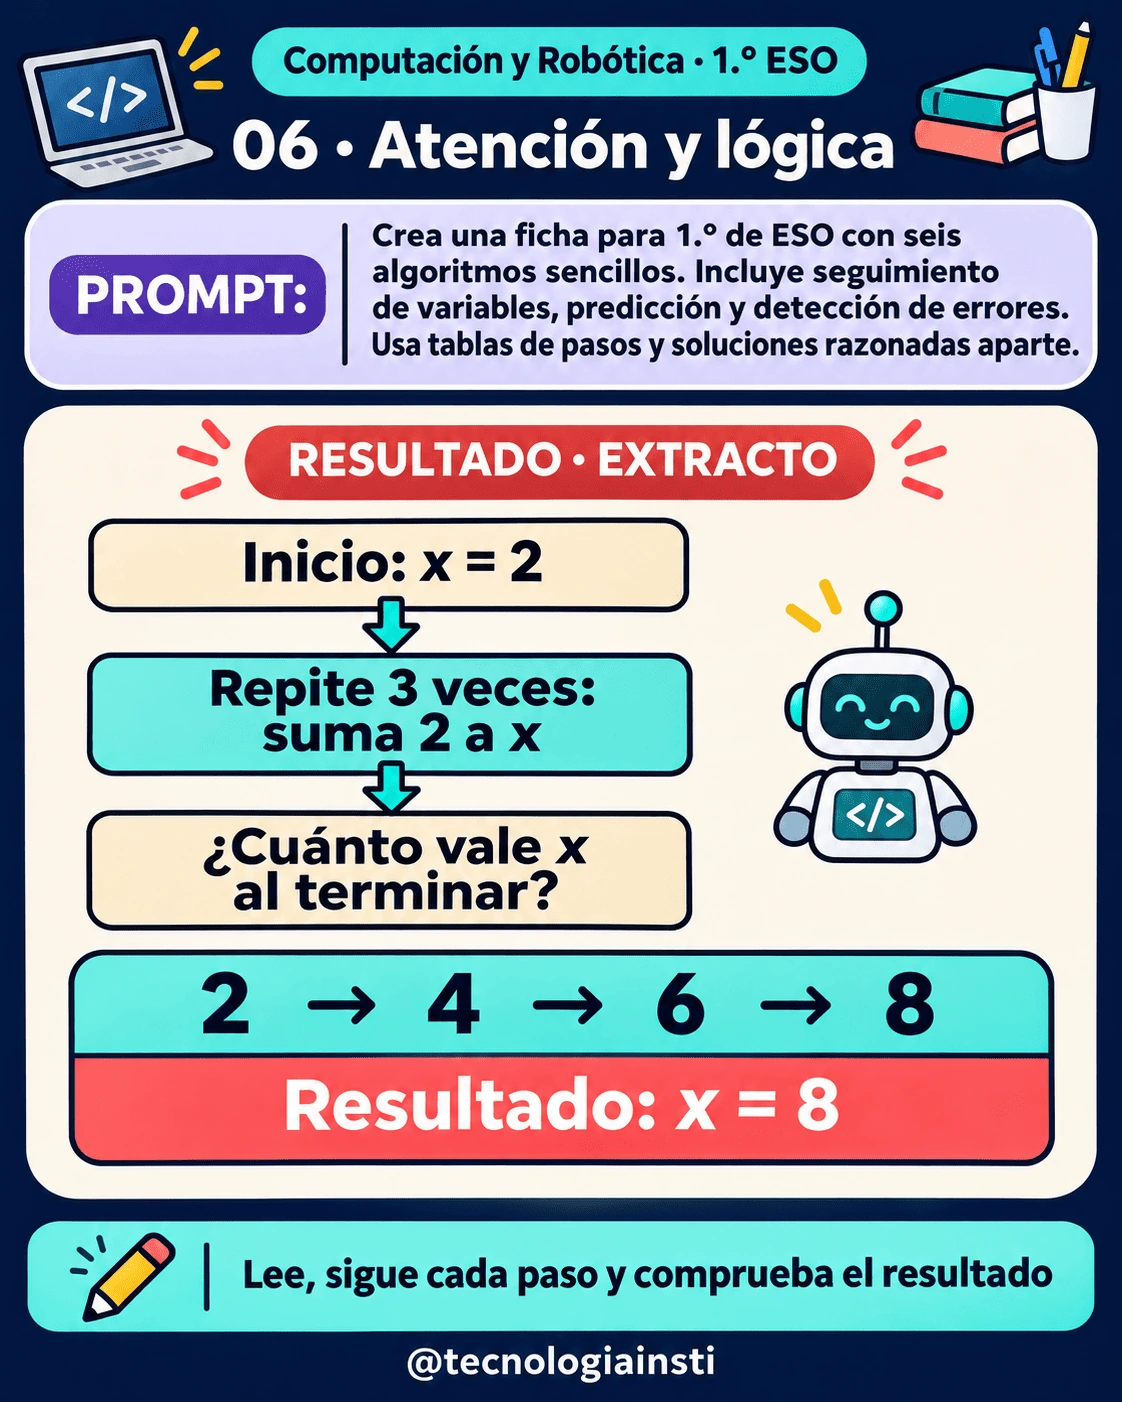 </>
Computación y Robótica · 1.º ESO
06 · Atención y lógica
PROMPT:
Crea una ficha para 1.º de ESO con seis
algoritmos sencillos. Incluye seguimiento
de variables, predicción y detección de errores.
Usa tablas de pasos y soluciones razonadas aparte.
RESULTADO · EXTRACTO
Inicio: x = 2
Repite 3 veces:
suma 2 a x
¿Cuánto vale x
al terminar?
</>
2 → 4 → 6 → 8
Resultado: x = 8
Lee, sigue cada paso y comprueba el resultado
@tecnologiainsti